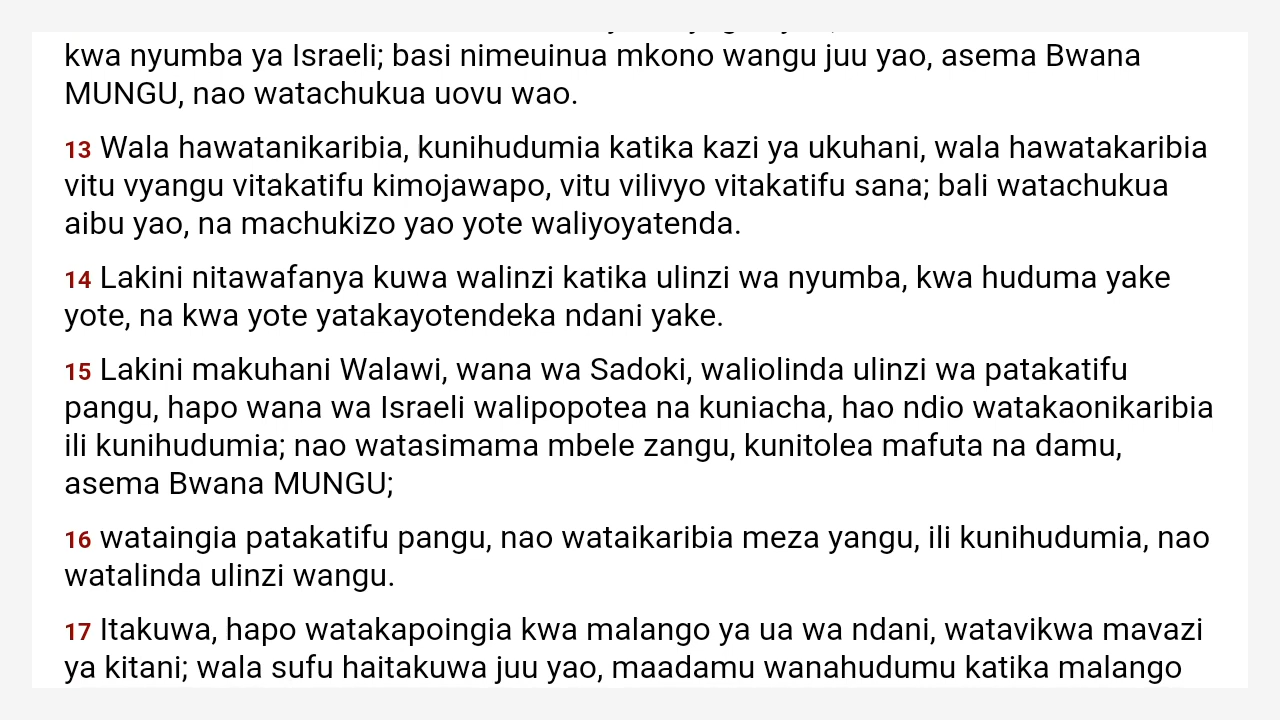 kwa nyumba ya Israeli; basi nimeuinua mkono wangu juu yao, asema Bwana
MUNGU, nao watachukua uovu wao.
13 Wala hawatanikaribia, kunihudumia katika kazi ya ukuhani, wala hawatakaribia
vitu vyangu vitakatifu kimojawapo, vitu vilivyo vitakatifu sana; bali watachukua
aibu yao, na machukizo yao yote waliyoyatenda.
14 Lakini nitawafanya kuwa walinzi katika ulinzi wa nyumba, kwa huduma yake
yote, na kwa yote yatakayotendeka ndani yake.
15 Lakini makuhani Walawi, wana wa Sadoki, waliolinda ulinzi wa patakatifu
pangu, hapo wana wa Israeli walipopotea na kuniacha, hao ndio watakaonikaribia
ili kunihudumia; nao watasimama mbele zangu, kunitolea mafuta na damu,
asema Bwana MUNGU;
16 wataingia patakatifu pangu, nao wataikaribia meza yangu, ili kunihudumia, nao
watalinda ulinzi wangu.
17 Itakuwa, hapo watakapoingia kwa malango ya ua wa ndani, watavikwa mavazi
ya kitani; wala sufu haitakuwa juu yao, maadamu wanahudumu katika malango